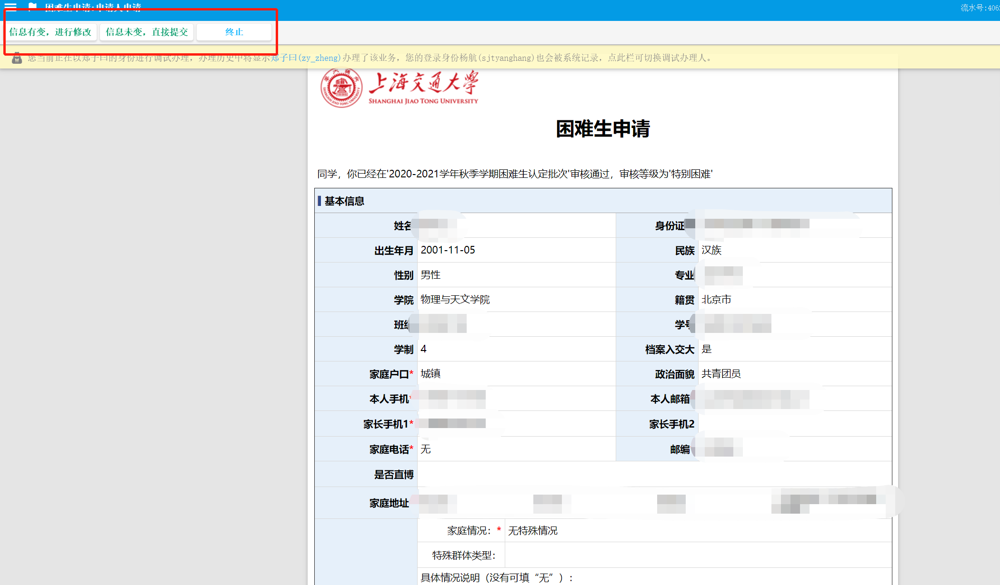 困难生申请:申请人申请
流水号:406
信息有变，进行修改 信息未变，直接提交 终止
您当前正在以郑子曰的身份进行调试办理，办理历史中将显示郑子曰(zy_zheng)办理了该业务，您的登录身份杨航(sjtyanghang)也会被系统记录，点此栏可切换调试办理人。
上海交通大学
SHANGHAI JIAO TONG UNIVERSITY
困难生申请
同学，你已经在'2020-2021学年秋季学期困难生认定批次'审核通过，审核等级为'特别困难'
基本信息
姓名 身份证
出生年月 2001-11-05 民族 汉族
性别 男性 专业
学院 物理与天文学院 籍贯 北京市
班级 学号
学制 4 档案入交大 是
家庭户口* 城镇 政治面貌 共青团员
本人手机* 本人邮箱
家长手机1* 家长手机2
家庭电话* 无 邮编
是否直博
家庭地址
家庭情况：* 无特殊情况
特殊群体类型：
具体情况说明（没有可填“无”）：